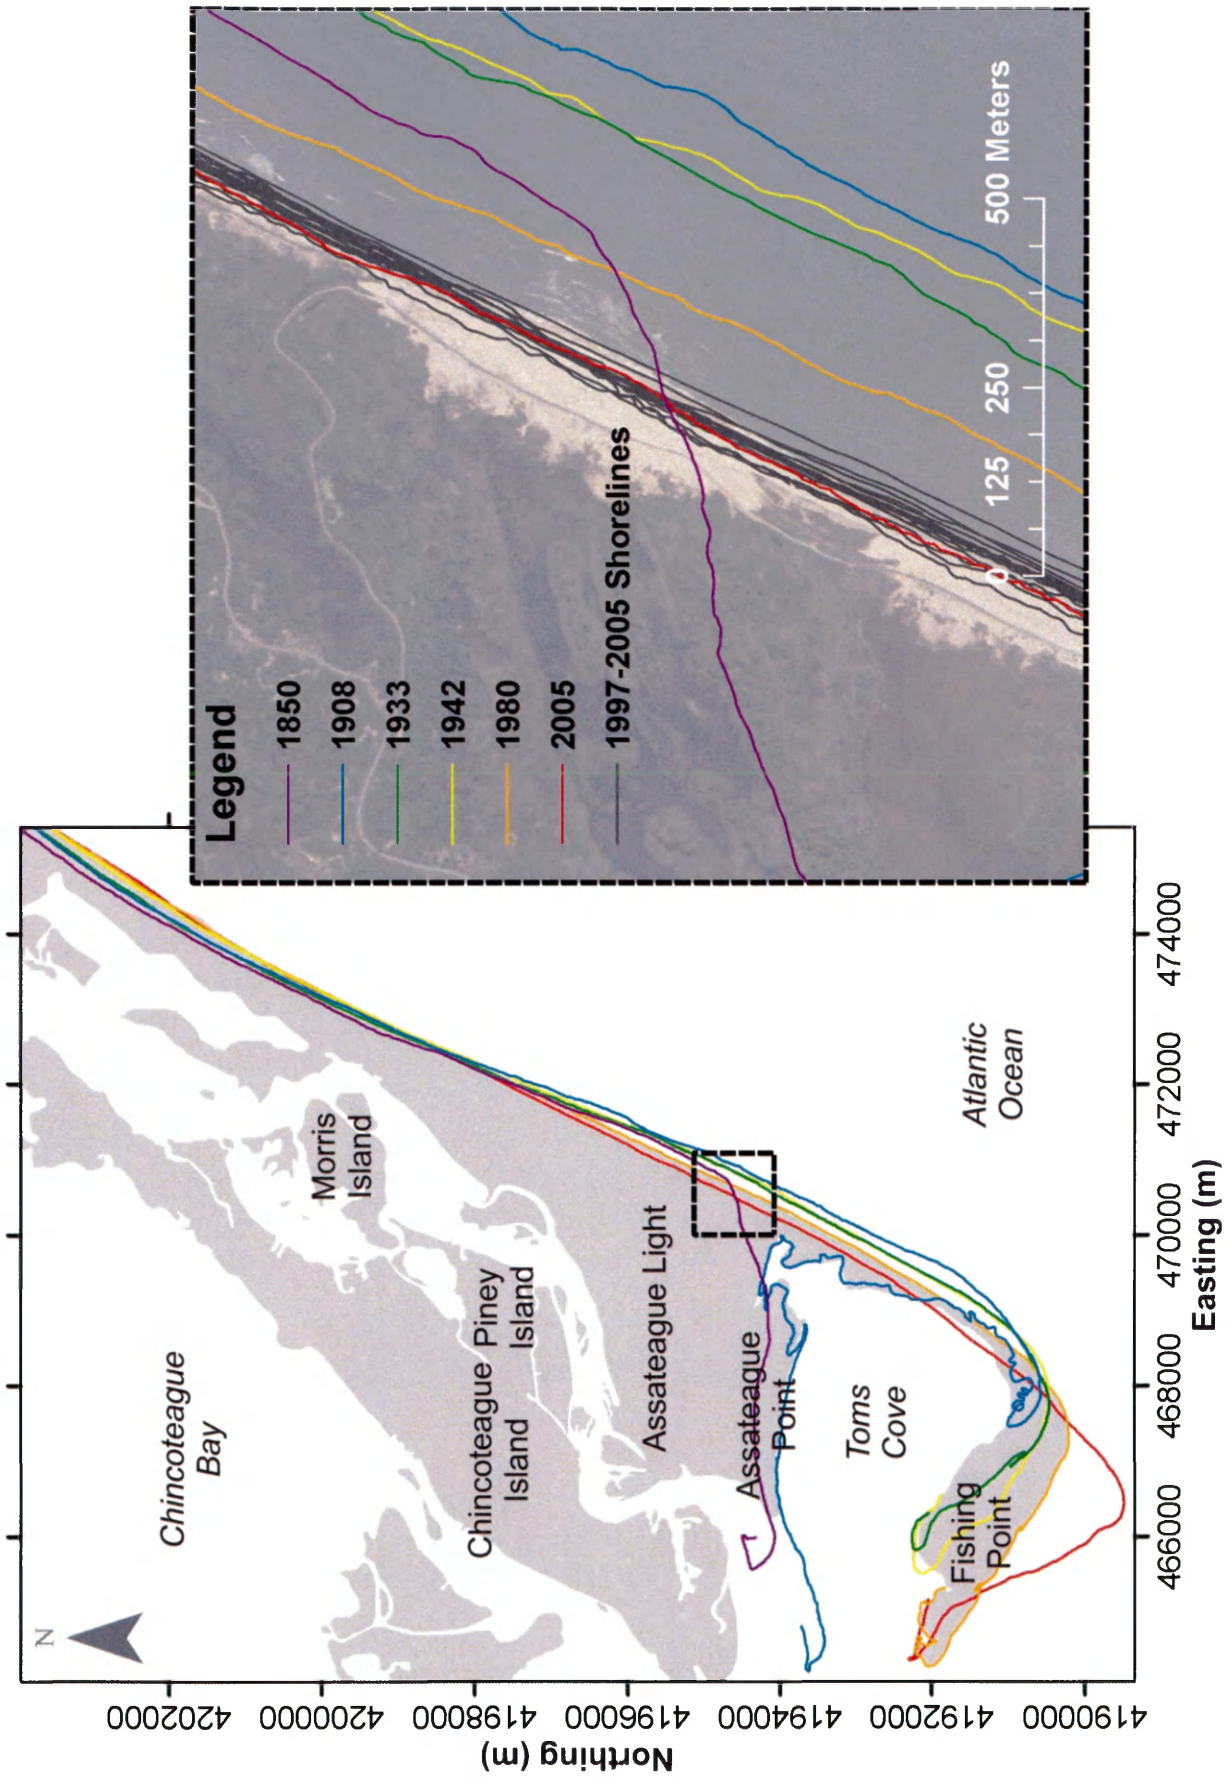 N
Chincoteague
Bay
Morris
Island
Chincoteague
Island
Piney
Island
Assateague Light
Assateague
Point
Toms
Cove
Fishing
Point
Atlantic
Ocean
Northing (m)
4202000
4200000
4198000
4196000
4194000
4192000
4190000
466000
468000
470000
472000
474000
Easting (m)
Legend
1850
1908
1933
1942
1980
2005
1997-2005 Shorelines
0
125
250
500 Meters